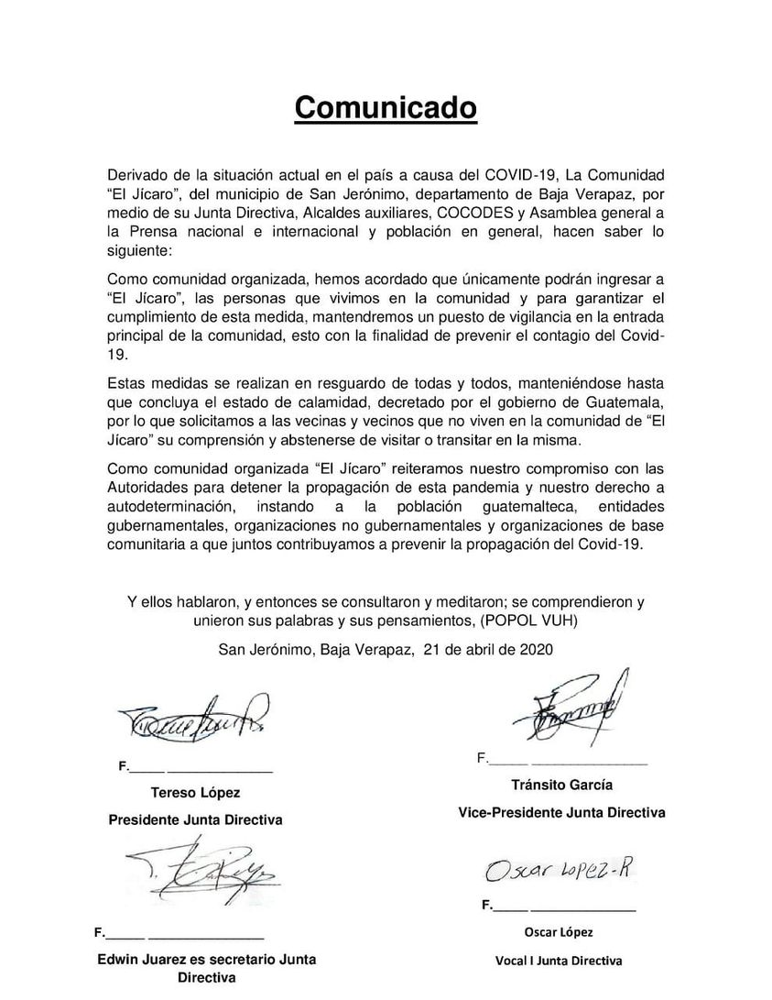 Comunicado
Derivado de la situación actual en el país a causa del COVID-19, La Comunidad
“El Jícaro”, del municipio de San Jerónimo, departamento de Baja Verapaz, por
medio de su Junta Directiva, Alcaldes auxiliares, COCODES y Asamblea general a
la Prensa nacional e internacional y población en general, hacen saber lo
siguiente:
Como comunidad organizada, hemos acordado que únicamente podrán ingresar a
“El Jícaro”, las personas que vivimos en la comunidad y para garantizar el
cumplimiento de esta medida, mantendremos un puesto de vigilancia en la entrada
principal de la comunidad, esto con la finalidad de prevenir el contagio del Covid-
19.
Estas medidas se realizan en resguardo de todas y todos, manteniéndose hasta
que concluya el estado de calamidad, decretado por el gobierno de Guatemala,
por lo que solicitamos a las vecinas y vecinos que no viven en la comunidad de “El
Jícaro” su comprensión y abstenerse de visitar o transitar en la misma.
Como comunidad organizada “El Jícaro” reiteramos nuestro compromiso con las
Autoridades para detener la propagación de esta pandemia y nuestro derecho a
autodeterminación, instando a la población guatemalteca, entidades
gubernamentales, organizaciones no gubernamentales y organizaciones de base
comunitaria a que juntos contribuyamos a prevenir la propagación del Covid-19.
Y ellos hablaron, y entonces se consultaron y meditaron; se comprendieron y
unieron sus palabras y sus pensamientos, (POPOL VUH)
San Jerónimo, Baja Verapaz, 21 de abril de 2020
F._____ ______________
Tereso López
Presidente Junta Directiva
F._____ ______________
Tránsito García
Vice-Presidente Junta Directiva
F._____ ______________
Edwin Juarez es secretario Junta
Directiva
Oscar Lopez-R
F._____ ______________
Oscar López
Vocal I Junta Directiva